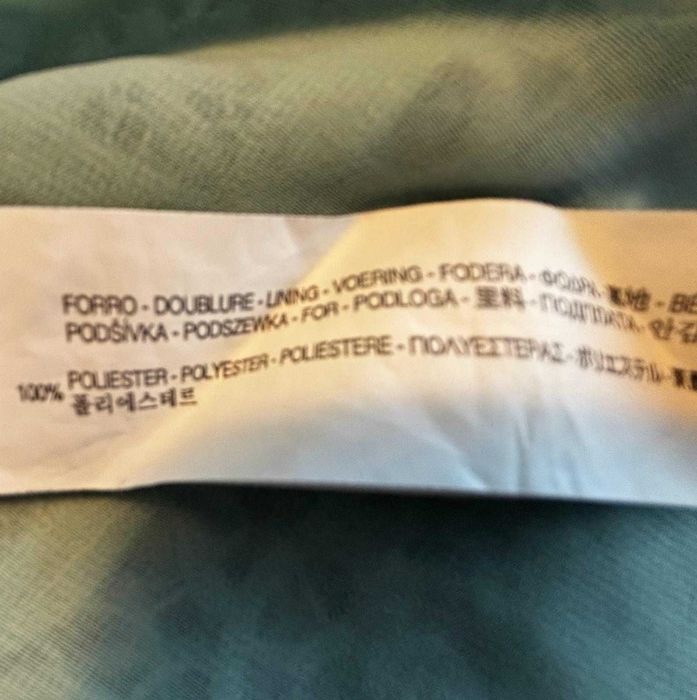 FORRO - DOUBLURE - LINING - VOERING - FODERA - ΦΟΔΡΑ - 裏地 -
PODŠÍVKA - PODSZEWKA - FOR - PODLOGA - 里料 - ПОДПЛАТА - 안감
100% POLIESTER - POLYESTER - POLIESTERE - ΠΟΛΥΕΣΤΕΡΑΣ - ポリエステル -
폴리에스테르